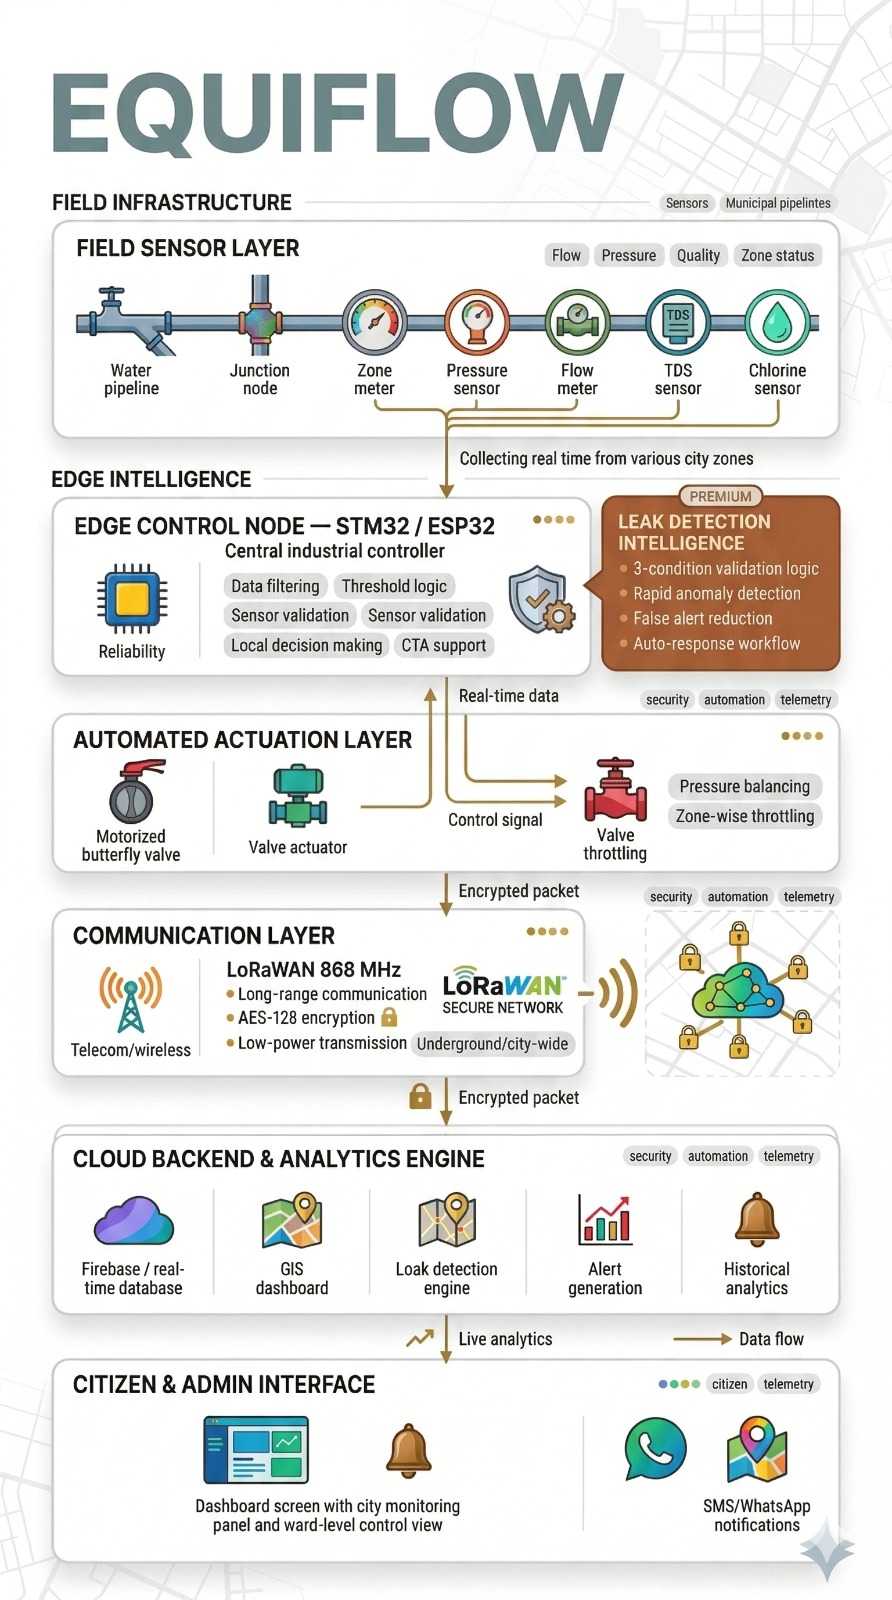 EQUIFLOW
FIELD INFRASTRUCTURE
Sensors
Municipal pipelintes
FIELD SENSOR LAYER
Flow
Pressure
Quality
Zone status
TDS
Water
pipeline
Junction
node
Zone
meter
Pressure
sensor
Flow
meter
TDS
sensor
Chlorine
sensor
Collecting real time from various city zones
EDGE INTELLIGENCE
EDGE CONTROL NODE — STM32 / ESP32
Central industrial controller
Reliability
Data filtering
Threshold logic
Sensor validation
Sensor validation
Local decision making
CTA support
PREMIUM
LEAK DETECTION
INTELLIGENCE
• 3-condition validation logic
• Rapid anomaly detection
• False alert reduction
• Auto-response workflow
Real-time data
security
automation
telemetry
AUTOMATED ACTUATION LAYER
Motorized
butterfly valve
Valve actuator
Control signal
Valve
throttling
Pressure balancing
Zone-wise throttling
Encrypted packet
security
automation
telemetry
COMMUNICATION LAYER
Telecom/wireless
LoRaWAN 868 MHz
• Long-range communication
• AES-128 encryption
• Low-power transmission
LoRaWAN™
SECURE NETWORK
Underground/city-wide
Encrypted packet
CLOUD BACKEND & ANALYTICS ENGINE
security
automation
telemetry
Firebase / real-
time database
GIS
dashboard
Loak detection
engine
Alert
generation
Historical
analytics
Live analytics
Data flow
CITIZEN & ADMIN INTERFACE
citizen
telemetry
Dashboard screen with city monitoring
panel and ward-level control view
SMS/WhatsApp
notifications